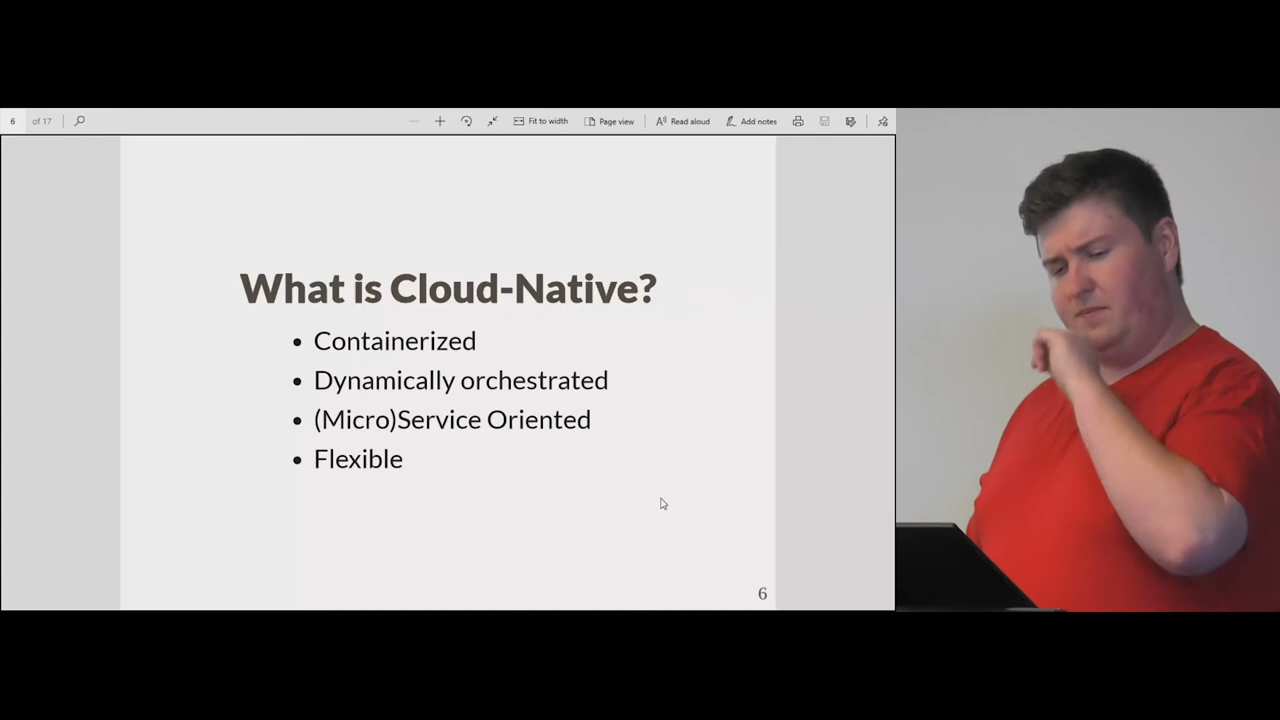 6 of 17 Fit to width Page view Read aloud Add notes
What is Cloud-Native?
• Containerized
• Dynamically orchestrated
• (Micro)Service Oriented
• Flexible
6